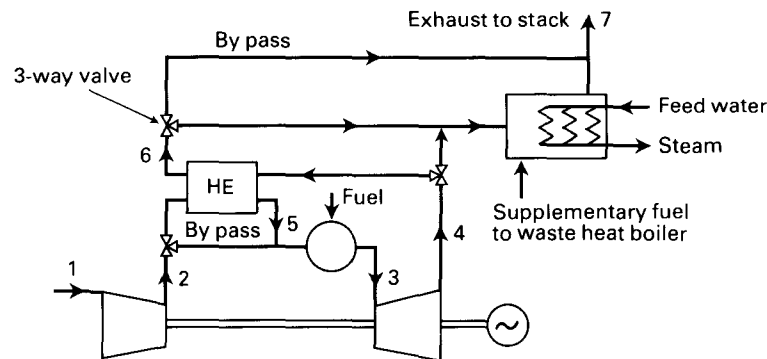 Exhaust to stack
7
By pass
3-way valve
Feed water
Steam
6
HE
Fuel
Supplementary fuel
to waste heat boiler
By pass
5
4
1
2
3
~